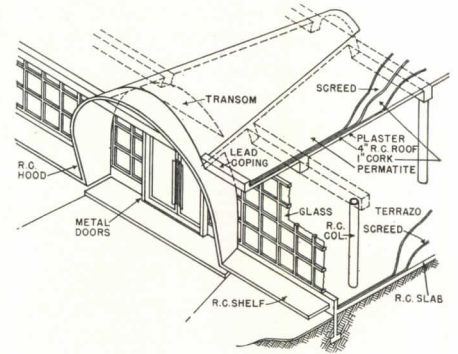 TRANSOM
SCREED
PLASTER
4" R.C. ROOF
1" CORK
PERMATITE
LEAD
COPING
R.C.
HOOD
GLASS
METAL
DOORS
R.C.
COL.
TERRAZO
SCREED
R.C. SHELF
R.C. SLAB